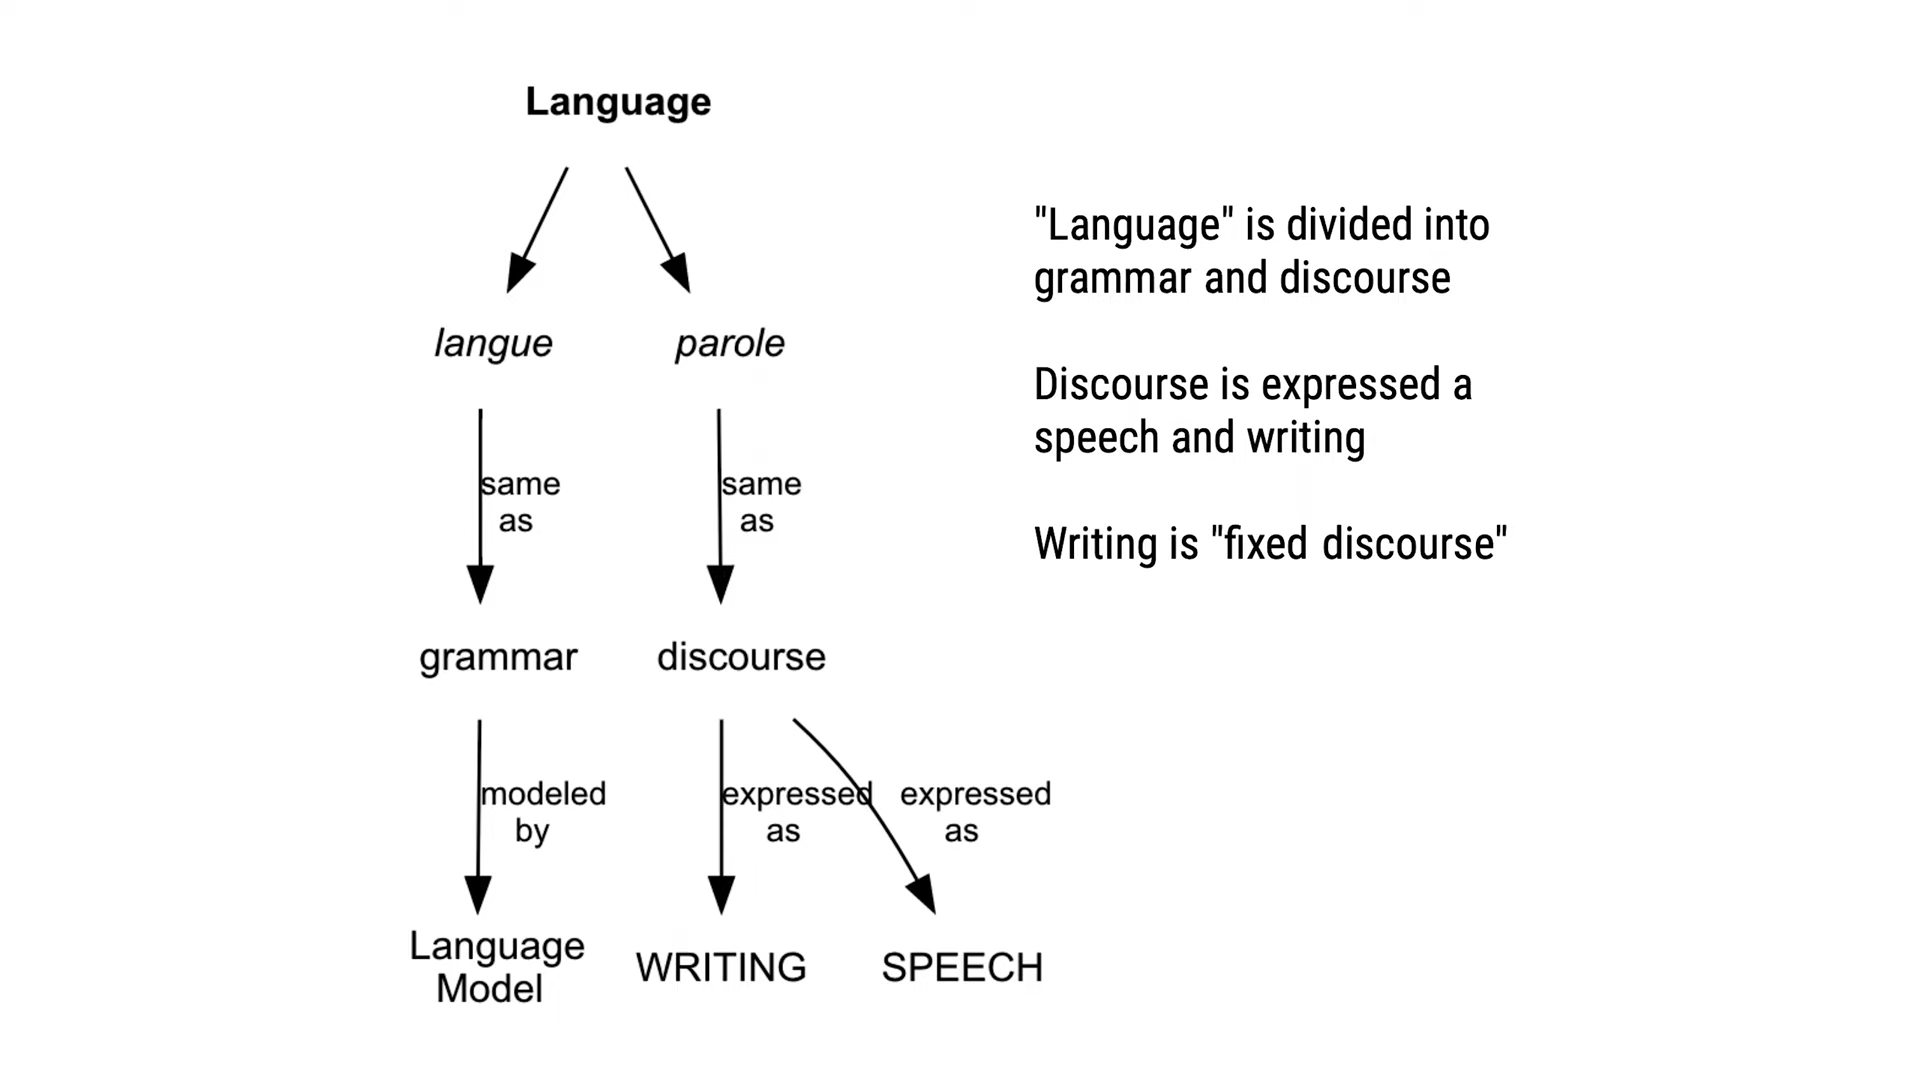 Language
langue
parole
same
as
same
as
grammar
discourse
modeled
by
expressed
as
expressed
as
Language
Model
WRITING
SPEECH
"Language" is divided into
grammar and discourse
Discourse is expressed a
speech and writing
Writing is "fixed discourse"